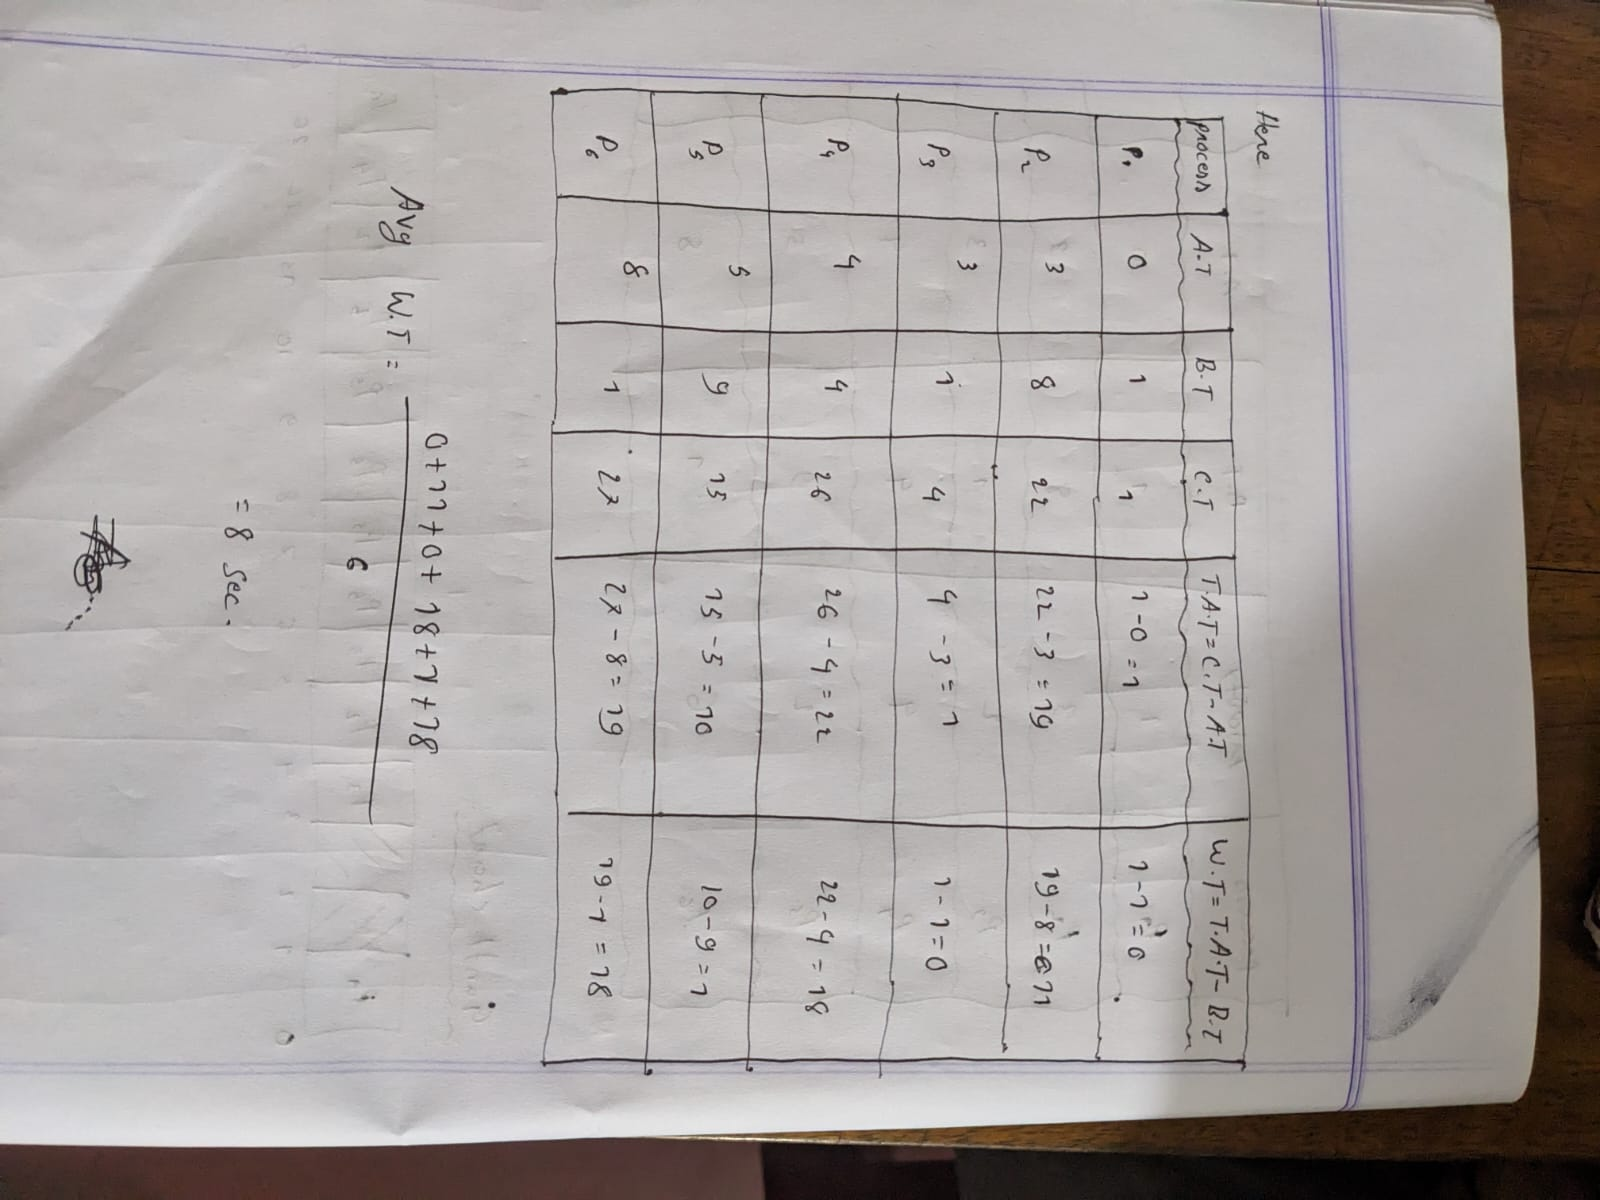 Here
process A.T B.T C.T T.A.T = C.T - A.T W.T = T.A.T - B.T
P1 0 1 1 1 - 0 = 1 1 - 1 = 0
P2 3 8 22 22 - 3 = 19 19 - 8 = 11
P3 3 1 4 4 - 3 = 1 1 - 1 = 0
P4 4 4 26 26 - 4 = 22 22 - 4 = 18
P5 5 9 15 15 - 5 = 10 10 - 9 = 1
P6 8 1 27 27 - 8 = 19 19 - 1 = 18
0 + 11 + 0 + 18 + 1 + 18
Avg W.T =
6
= 8 sec.